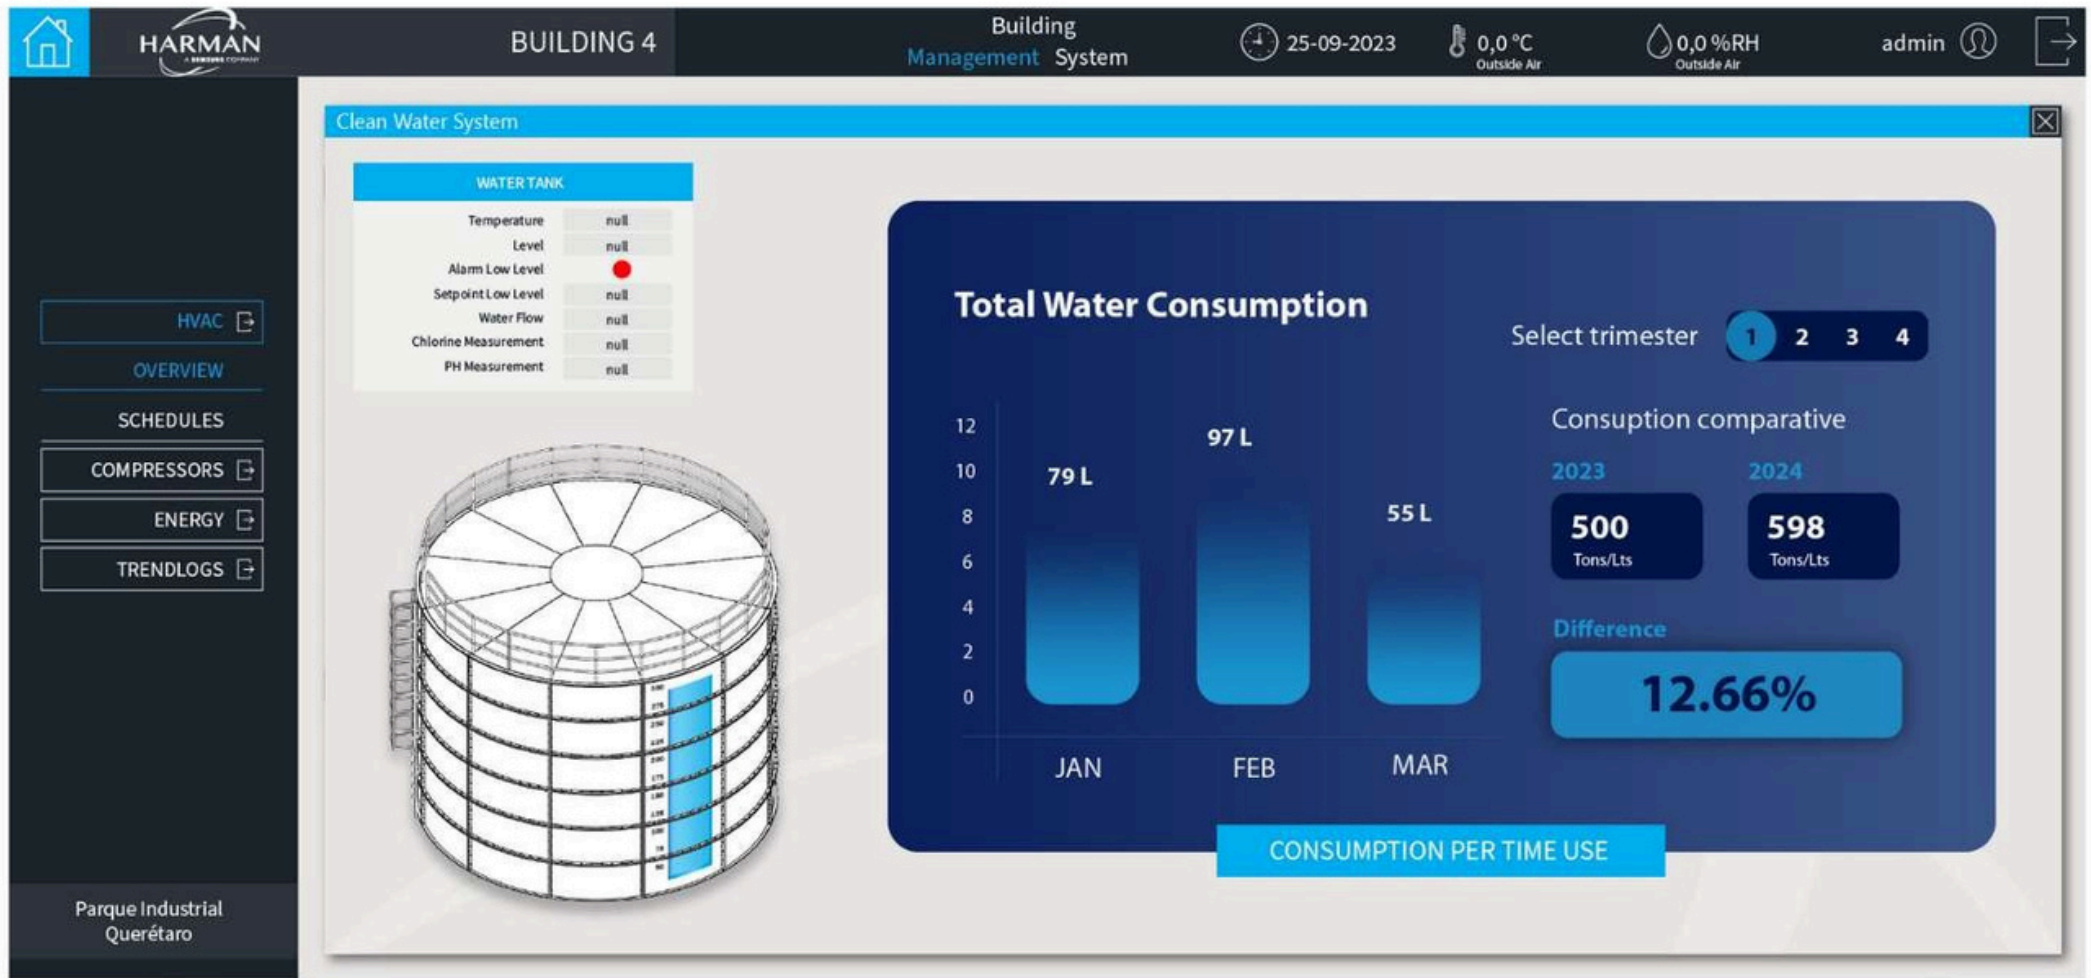 HARMAN
A SAMSUNG COMPANY
BUILDING 4
Building
Management System
25-09-2023
0,0 °C
Outside Air
0,0 %RH
Outside Air
admin
HVAC
OVERVIEW
SCHEDULES
COMPRESSORS
ENERGY
TRENDLOGS
Parque Industrial
Querétaro
Clean Water System
WATER TANK
Temperature null
Level null
Alarm Low Level
Setpoint Low Level null
Water Flow null
Chlorine Measurement null
PH Measurement null
Total Water Consumption
Select trimester 1 2 3 4
12
10
8
6
4
2
0
79 L
97 L
55 L
JAN FEB MAR
Consuption comparative
2023 2024
500 598
Tons/Lts Tons/Lts
Difference
12.66%
CONSUMPTION PER TIME USE